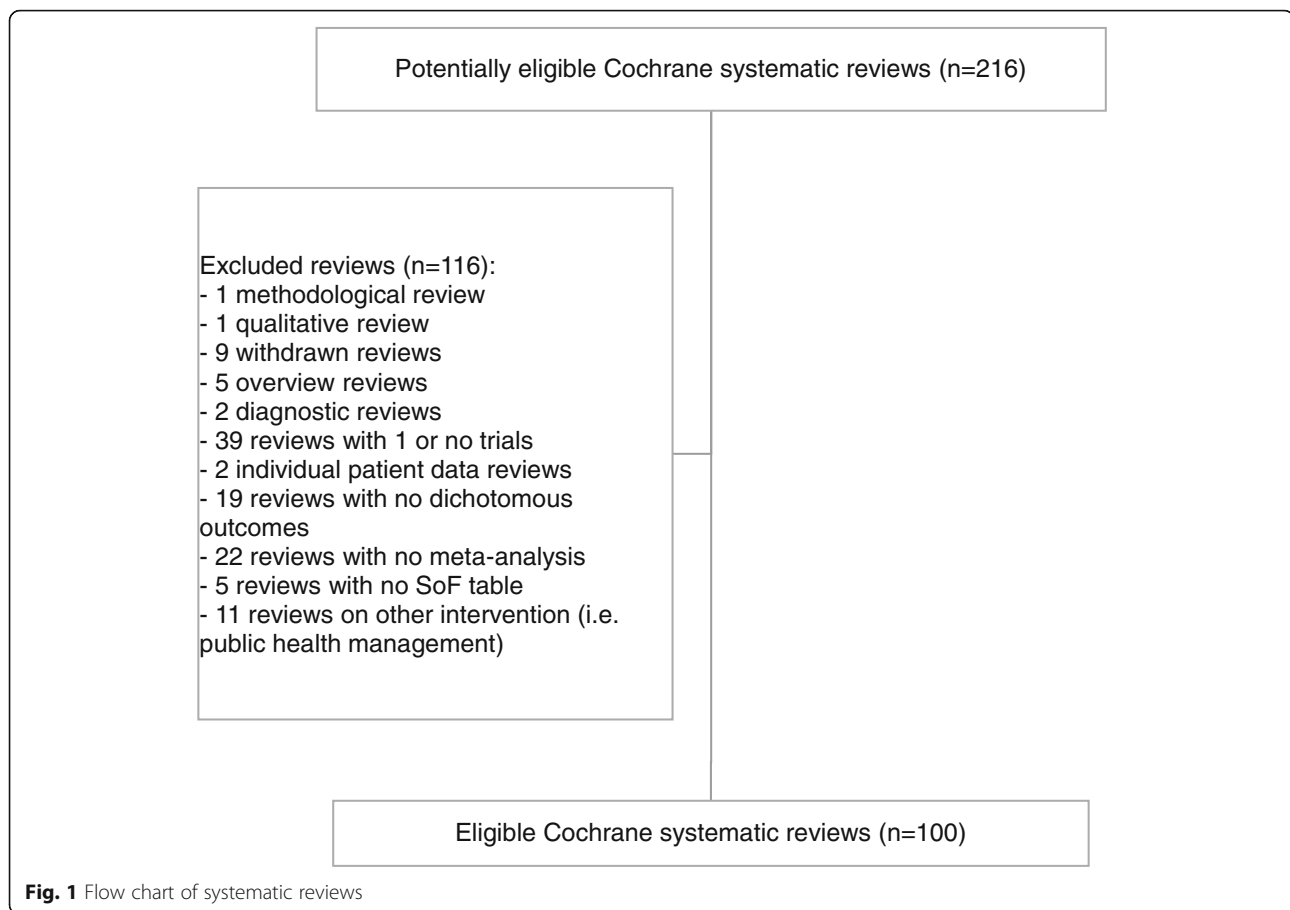 Potentially eligible Cochrane systematic reviews (n=216)
Excluded reviews (n=116):
- 1 methodological review
- 1 qualitative review
- 9 withdrawn reviews
- 5 overview reviews
- 2 diagnostic reviews
- 39 reviews with 1 or no trials
- 2 individual patient data reviews
- 19 reviews with no dichotomous
outcomes
- 22 reviews with no meta-analysis
- 5 reviews with no SoF table
- 11 reviews on other intervention (i.e.
public health management)
Eligible Cochrane systematic reviews (n=100)
Fig. 1 Flow chart of systematic reviews